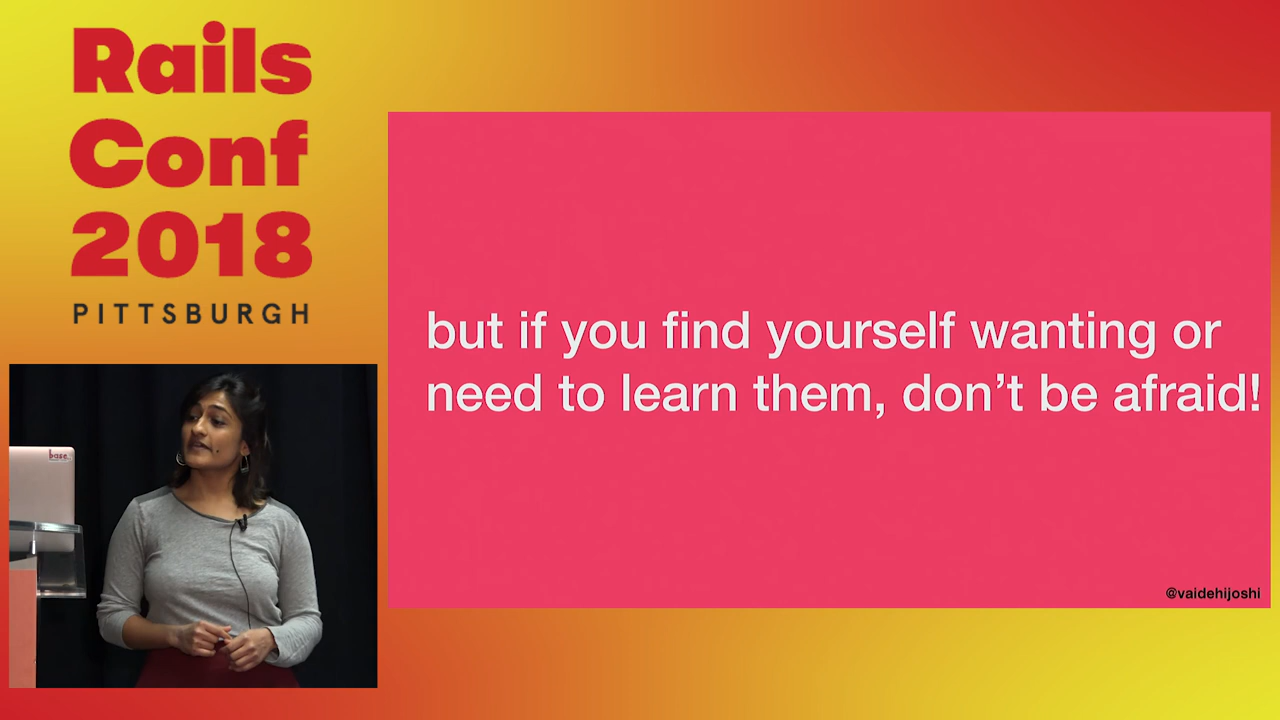 Rails
Conf
2018
PITTSBURGH
but if you find yourself wanting or
need to learn them, don’t be afraid!
@vaidehijoshi
base